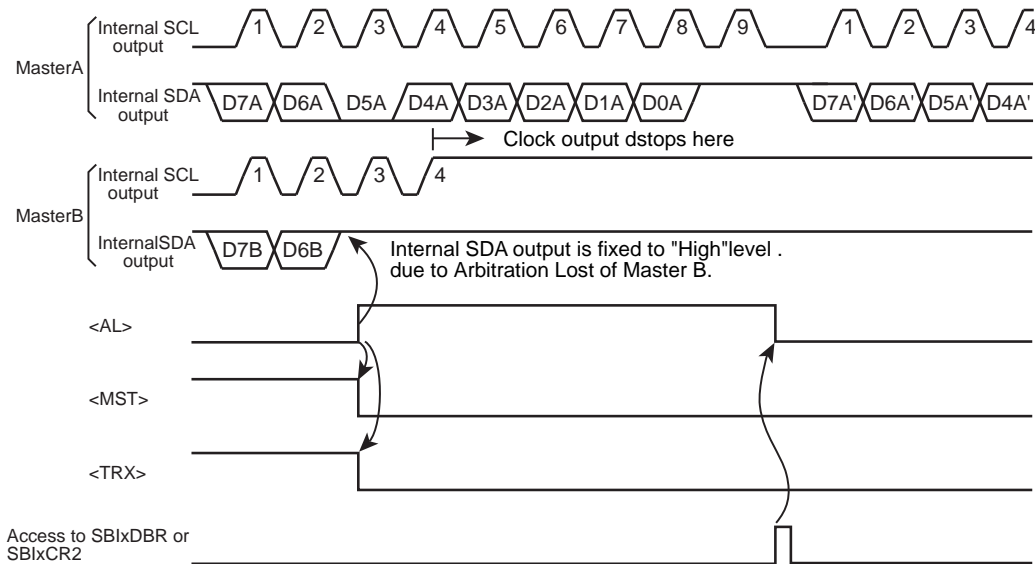 Internal SCL
output
1 2 3 4 5 6 7 8 9 1 2 3 4
MasterA
Internal SDA
output
D7A D6A D5A D4A D3A D2A D1A D0A D7A' D6A' D5A' D4A'
Clock output dstops here
Internal SCL
output
1 2 3 4
MasterB
InternalSDA
output
D7B D6B
Internal SDA output is fixed to "High"level .
due to Arbitration Lost of Master B.
<AL>
<MST>
<TRX>
Access to SBIxDBR or
SBIxCR2